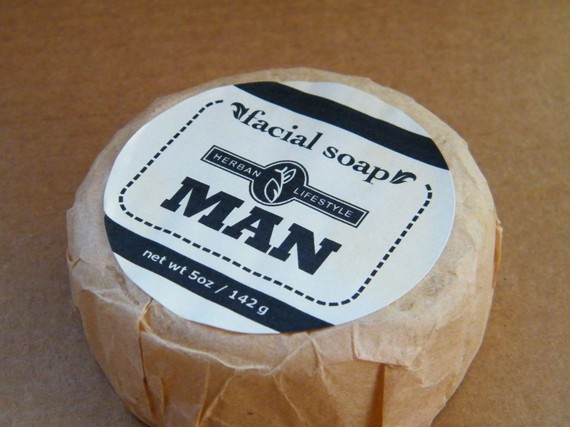 facial soap
HERBAN LIFESTYLE
MAN
net wt 5oz / 142 g